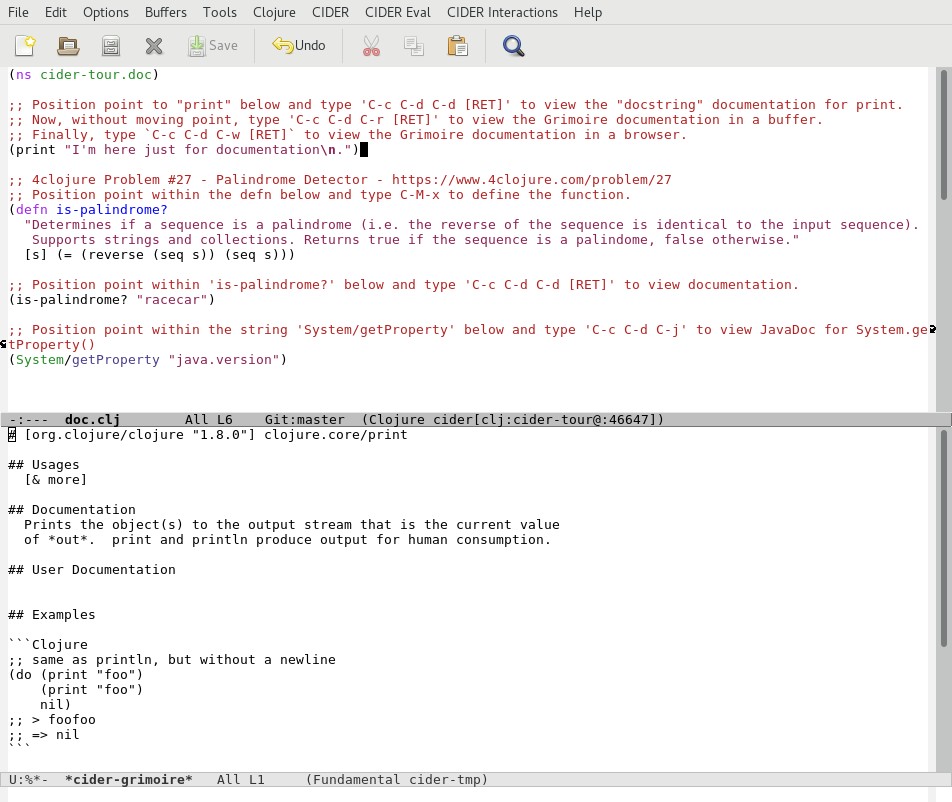 File Edit Options Buffers Tools Clojure CIDER CIDER Eval CIDER Interactions Help
Save Undo
(ns cider-tour.doc)
;; Position point to "print" below and type 'C-c C-d C-d [RET]' to view the "docstring" documentation for print.
;; Now, without moving point, type 'C-c C-d C-r [RET]' to view the Grimoire documentation in a buffer.
;; Finally, type `C-c C-d C-w [RET]` to view the Grimoire documentation in a browser.
(print "I'm here just for documentation\n.")
;; 4clojure Problem #27 - Palindrome Detector - https://www.4clojure.com/problem/27
;; Position point within the defn below and type C-M-x to define the function.
(defn is-palindrome?
  "Determines if a sequence is a palindrome (i.e. the reverse of the sequence is identical to the input sequence).
   Supports strings and collections. Returns true if the sequence is a palindome, false otherwise."
  [s] (= (reverse (seq s)) (seq s)))
;; Position point within 'is-palindrome?' below and type 'C-c C-d C-d [RET]' to view documentation.
(is-palindrome? "racecar")
;; Position point within the string 'System/getProperty' below and type 'C-c C-d C-j' to view JavaDoc for System.ge
tProperty()
(System/getProperty "java.version")
-:---  doc.clj        All L6    Git:master  (Clojure cider[clj:cider-tour@:46647])
# [org.clojure/clojure "1.8.0"] clojure.core/print
## Usages
  [& more]
## Documentation
  Prints the object(s) to the output stream that is the current value
  of *out*.  print and println produce output for human consumption.
## User Documentation
## Examples
```Clojure
;; same as println, but without a newline
(do (print "foo")
    (print "foo")
    nil)
;; > foofoo
;; => nil
```
U:%*-  *cider-grimoire*   All L1     (Fundamental cider-tmp)